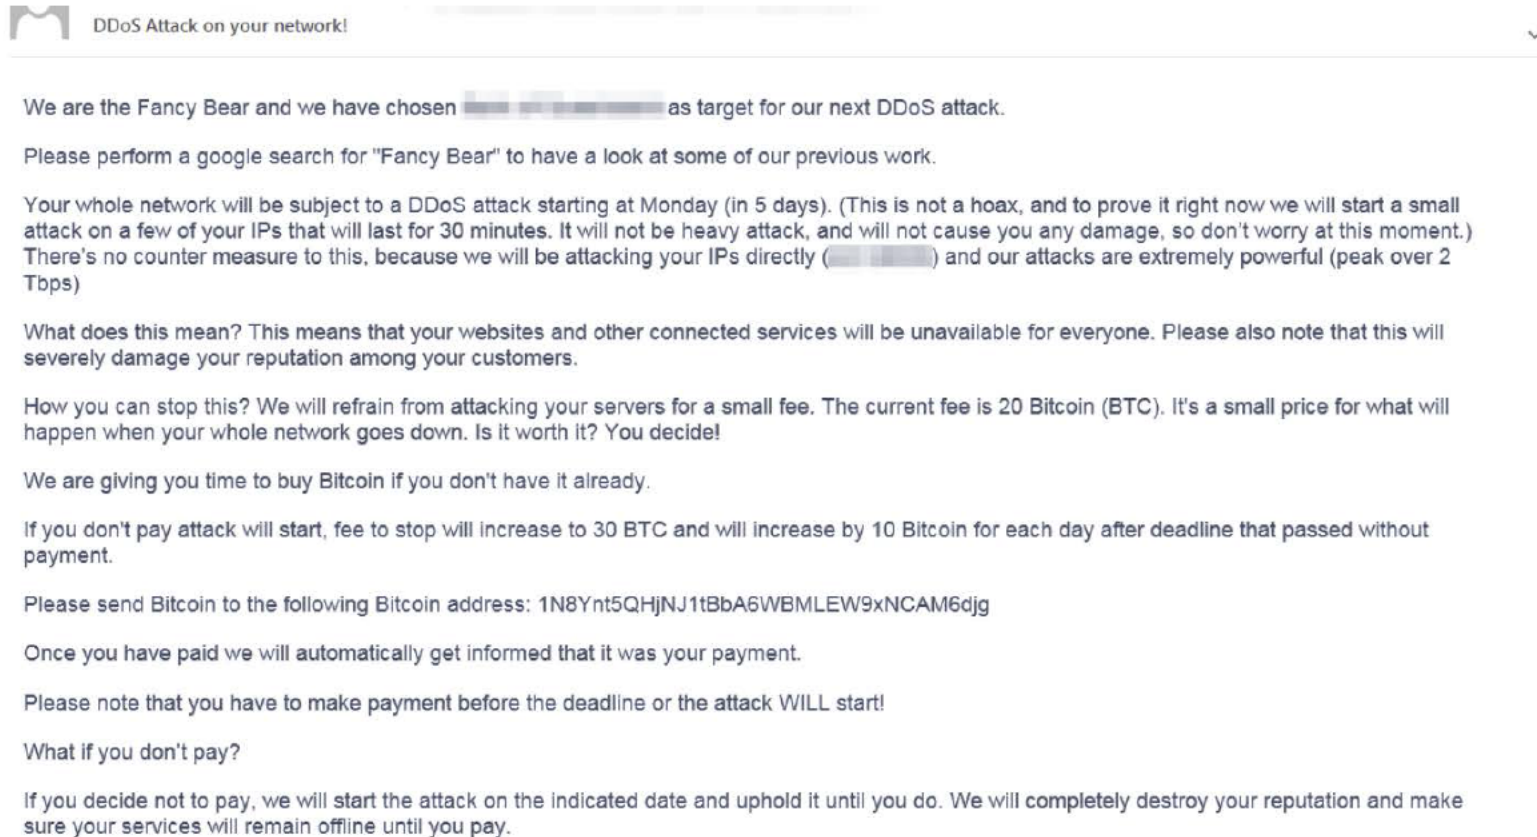 DDoS Attack on your network!
We are the Fancy Bear and we have chosen as target for our next DDoS attack.
Please perform a google search for "Fancy Bear" to have a look at some of our previous work.
Your whole network will be subject to a DDoS attack starting at Monday (in 5 days). (This is not a hoax, and to prove it right now we will start a small
attack on a few of your IPs that will last for 30 minutes. It will not be heavy attack, and will not cause you any damage, so don't worry at this moment.)
There's no counter measure to this, because we will be attacking your IPs directly ( ) and our attacks are extremely powerful (peak over 2
Tbps)
What does this mean? This means that your websites and other connected services will be unavailable for everyone. Please also note that this will
severely damage your reputation among your customers.
How you can stop this? We will refrain from attacking your servers for a small fee. The current fee is 20 Bitcoin (BTC). It's a small price for what will
happen when your whole network goes down. Is it worth it? You decide!
We are giving you time to buy Bitcoin if you don't have it already.
If you don't pay attack will start, fee to stop will increase to 30 BTC and will increase by 10 Bitcoin for each day after deadline that passed without
payment.
Please send Bitcoin to the following Bitcoin address: 1N8Ynt5QHjNJ1tBbA6WBMLEW9xNCAM6djg
Once you have paid we will automatically get informed that it was your payment.
Please note that you have to make payment before the deadline or the attack WILL start!
What if you don't pay?
If you decide not to pay, we will start the attack on the indicated date and uphold it until you do. We will completely destroy your reputation and make
sure your services will remain offline until you pay.